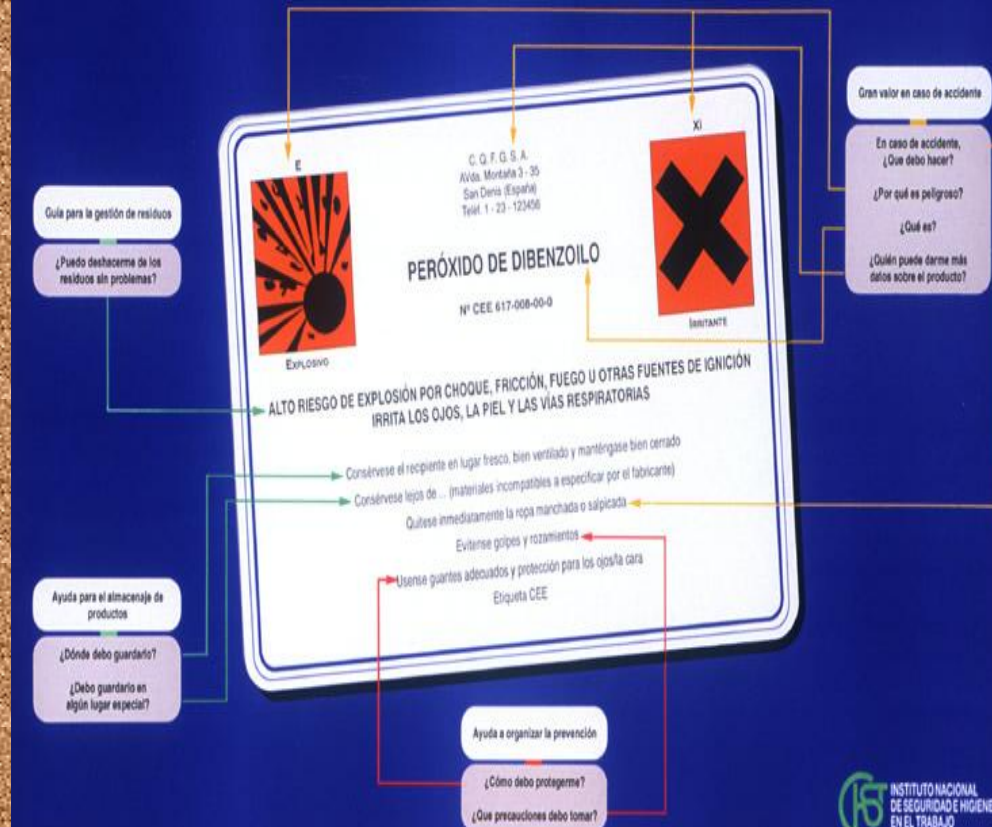 E
EXPLOSIVO
C. Q. F. G. S. A.
AVda. Montaña 3 - 35
San Denis (España)
Teléf. 1 - 23 - 123456
XI
IRRITANTE
PERÓXIDO DE DIBENZOILO
Nº CEE 617-008-00-0
ALTO RIESGO DE EXPLOSIÓN POR CHOQUE, FRICCIÓN, FUEGO U OTRAS FUENTES DE IGNICIÓN
IRRITA LOS OJOS, LA PIEL Y LAS VÍAS RESPIRATORIAS
Consérvese el recipiente en lugar fresco, bien ventilado y manténgase bien cerrado
Consérvese lejos de ... (materiales incompatibles a especificar por el fabricante)
Quítese inmediatamente la ropa manchada o salpicada
Evítense golpes y rozamientos
Usense guantes adecuados y protección para los ojos/la cara
Etiqueta CEE
Guía para la gestión de residuos
¿Puedo deshacerme de los
residuos sin problemas?
Gran valor en caso de accidente
En caso de accidente,
¿Que debo hacer?
¿Por qué es peligroso?
¿Qué es?
¿Quién puede darme más
datos sobre el producto?
Ayuda para el almacenaje de
productos
¿Dónde debo guardarlo?
¿Debo guardarlo en
algún lugar especial?
Ayuda a organizar la prevención
¿Cómo debo protegerme?
¿Que precauciones debo tomar?
INSTITUTO NACIONAL
DE SEGURIDAD E HIGIENE
EN EL TRABAJO